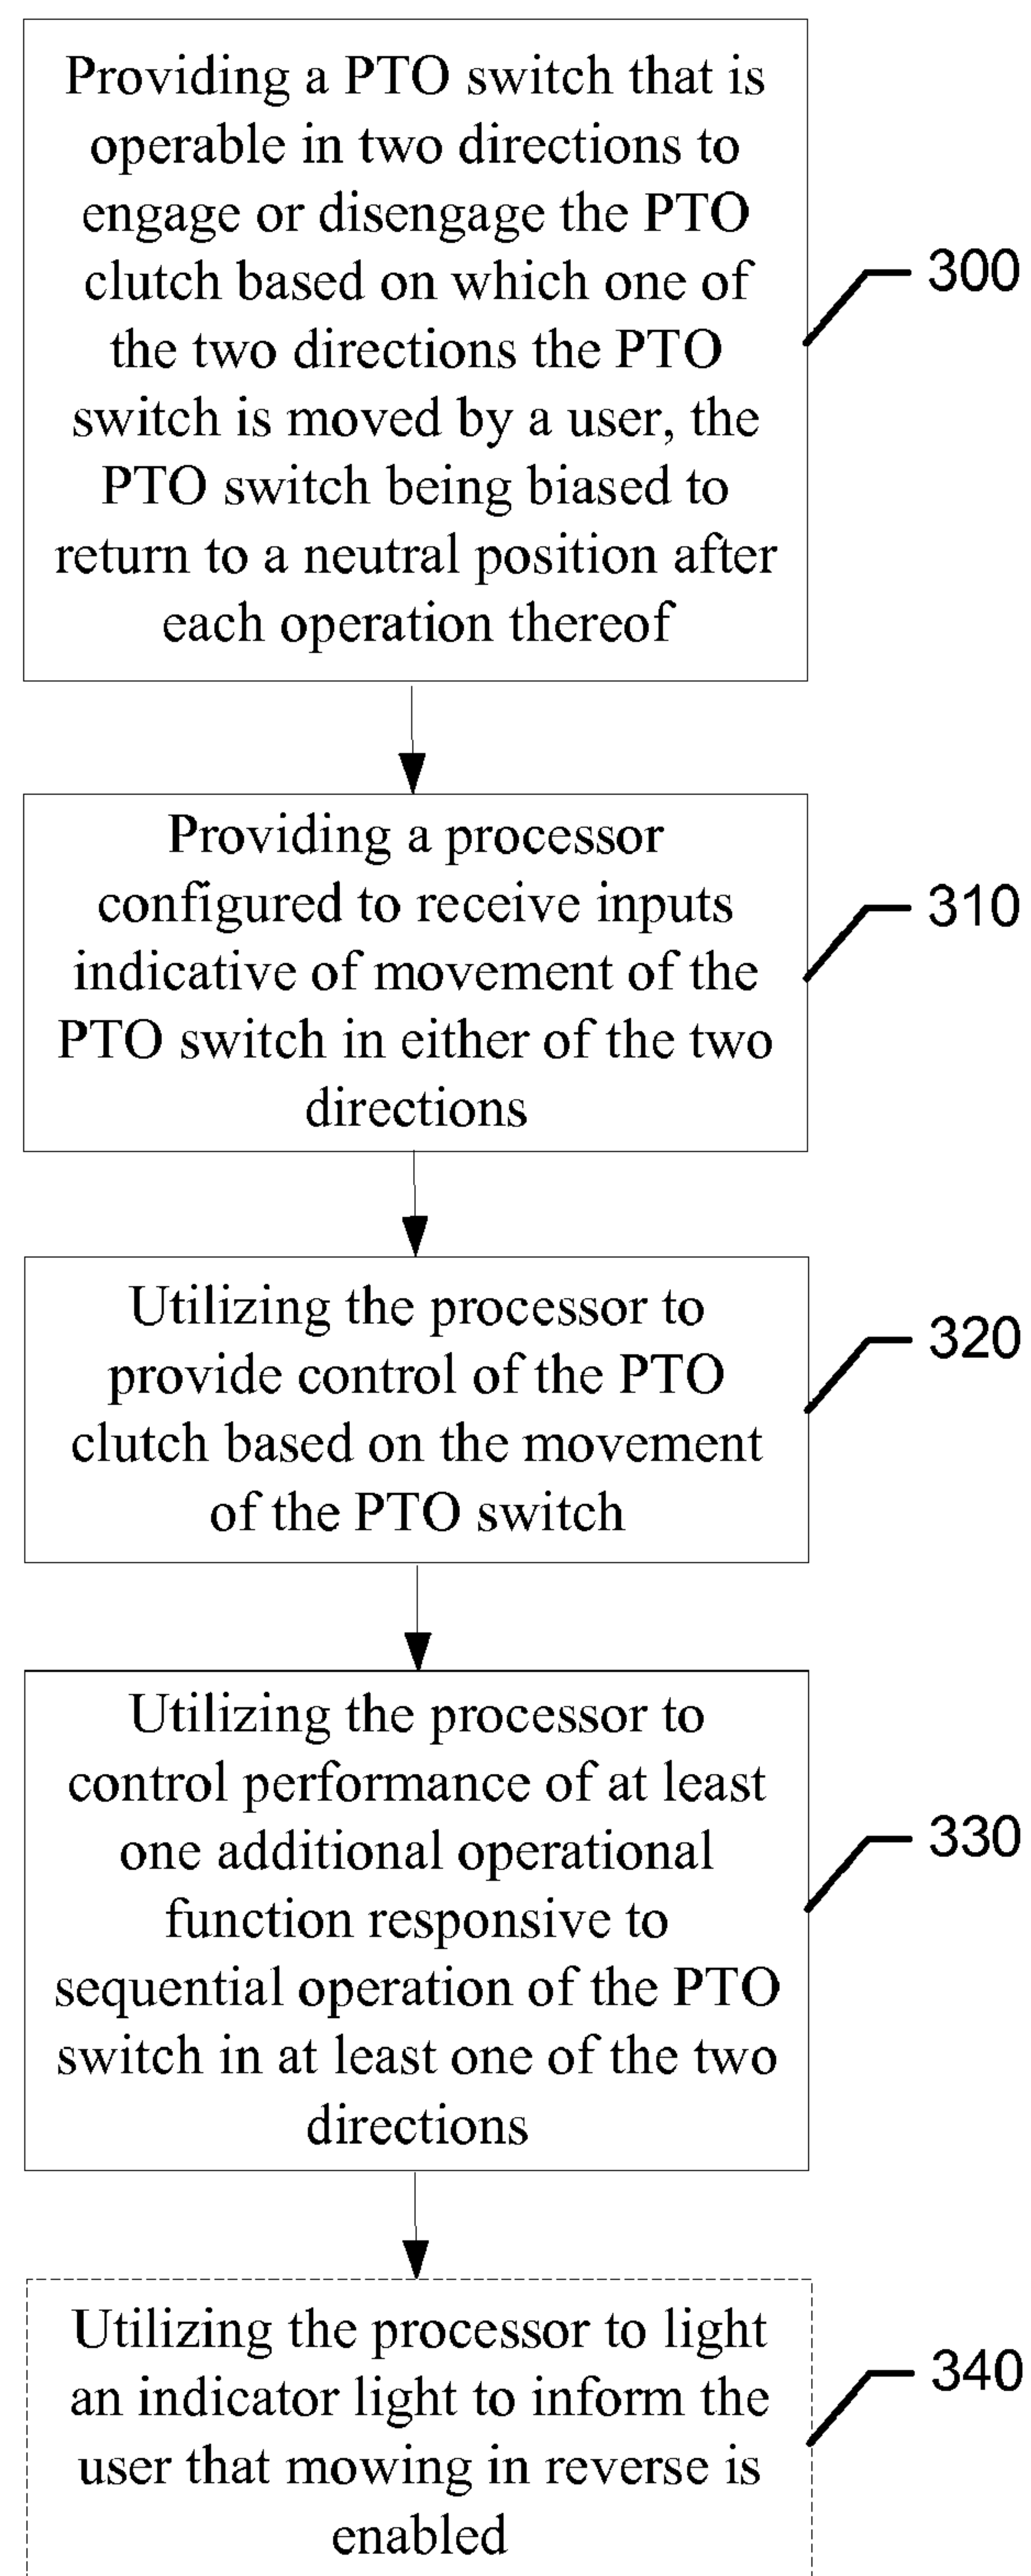 Providing a PTO switch that is
operable in two directions to
engage or disengage the PTO
clutch based on which one of
the two directions the PTO
switch is moved by a user, the
PTO switch being biased to
return to a neutral position after
each operation thereof
300
Providing a processor
configured to receive inputs
indicative of movement of the
PTO switch in either of the two
directions
310
Utilizing the processor to
provide control of the PTO
clutch based on the movement
of the PTO switch
320
Utilizing the processor to
control performance of at least
one additional operational
function responsive to
sequential operation of the PTO
switch in at least one of the two
directions
330
Utilizing the processor to light
an indicator light to inform the
user that mowing in reverse is
enabled
340